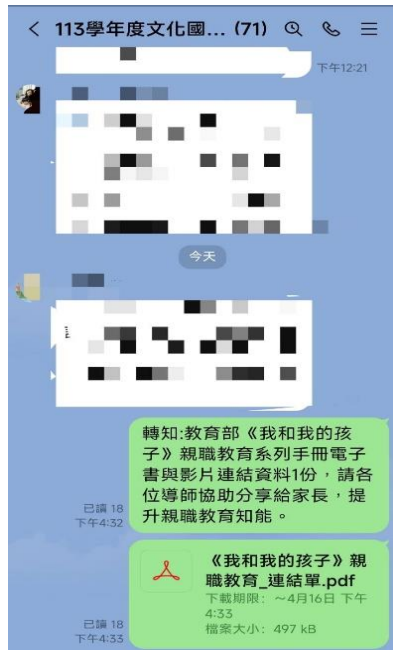 113學年度文化國... (71)
下午12:21
今天
轉知:教育部《我和我的孩
子》親職教育系列手冊電子
書與影片連結資料1份，請各
位導師協助分享給家長，提
升親職教育知能。
已讀 18
下午4:32
《我和我的孩子》親
職教育_連結單.pdf
下載期限：～4月16日 下午
4:33
檔案大小：497 kB
已讀 18
下午4:33